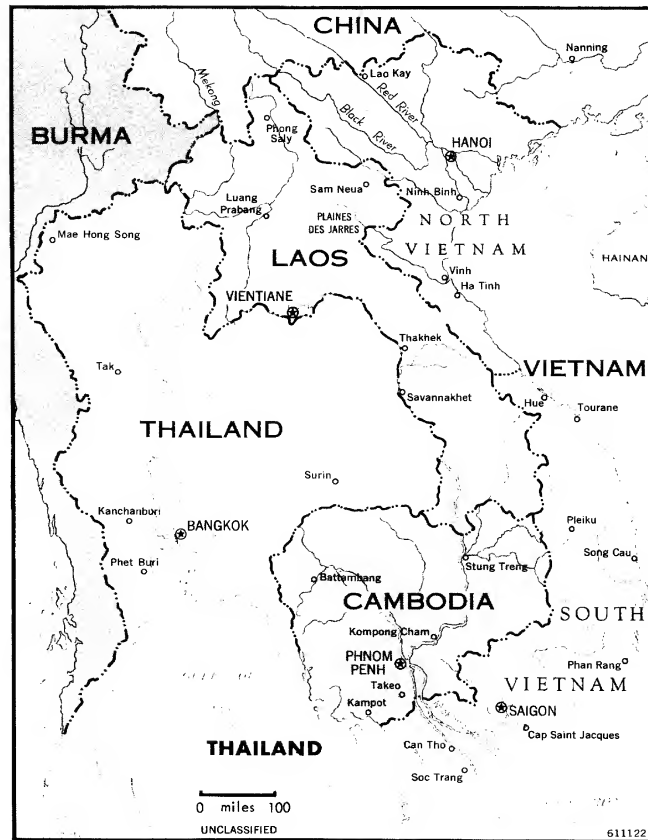 CHINA
Nanning
Lao Kay
Mekong
Red River
Black River
BURMA
Phong
Saly
HANOI
Sam Neua
Ninh Binh
Luang
Prabang
PLAINES
DES JARRES
NORTH
VIETNAM
Mae Hong Song
HAINAN
LAOS
Vinh
Ha Tinh
VIENTIANE
Thakhek
VIETNAM
Tak
Savannakhet
Hue
Tourane
THAILAND
Surin
Kanchanburi
BANGKOK
Pleiku
Song Cau
Phet Buri
Stung Treng
Battambang
CAMBODIA
SOUTH
Kompong Cham
PHNOM
PENH
Phan Rang
VIETNAM
Takeo
Kampot
SAIGON
Cap Saint Jacques
THAILAND
Can Tho
Soc Trang
0 miles 100
UNCLASSIFIED
611122